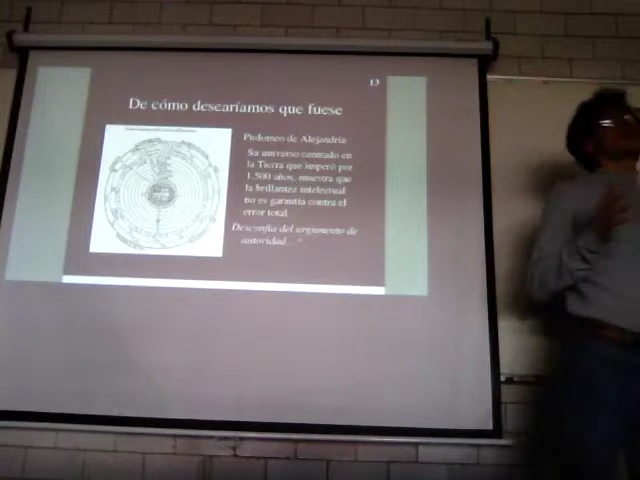 13
De cómo desearíamos que fuese
Ptolomeo de Alejandría
Su universo centrado en
la Tierra que imperó por
1.500 años, muestra que
la brillantez intelectual
no es garantía contra el
error total
Desconfía del argumento de
autoridad...